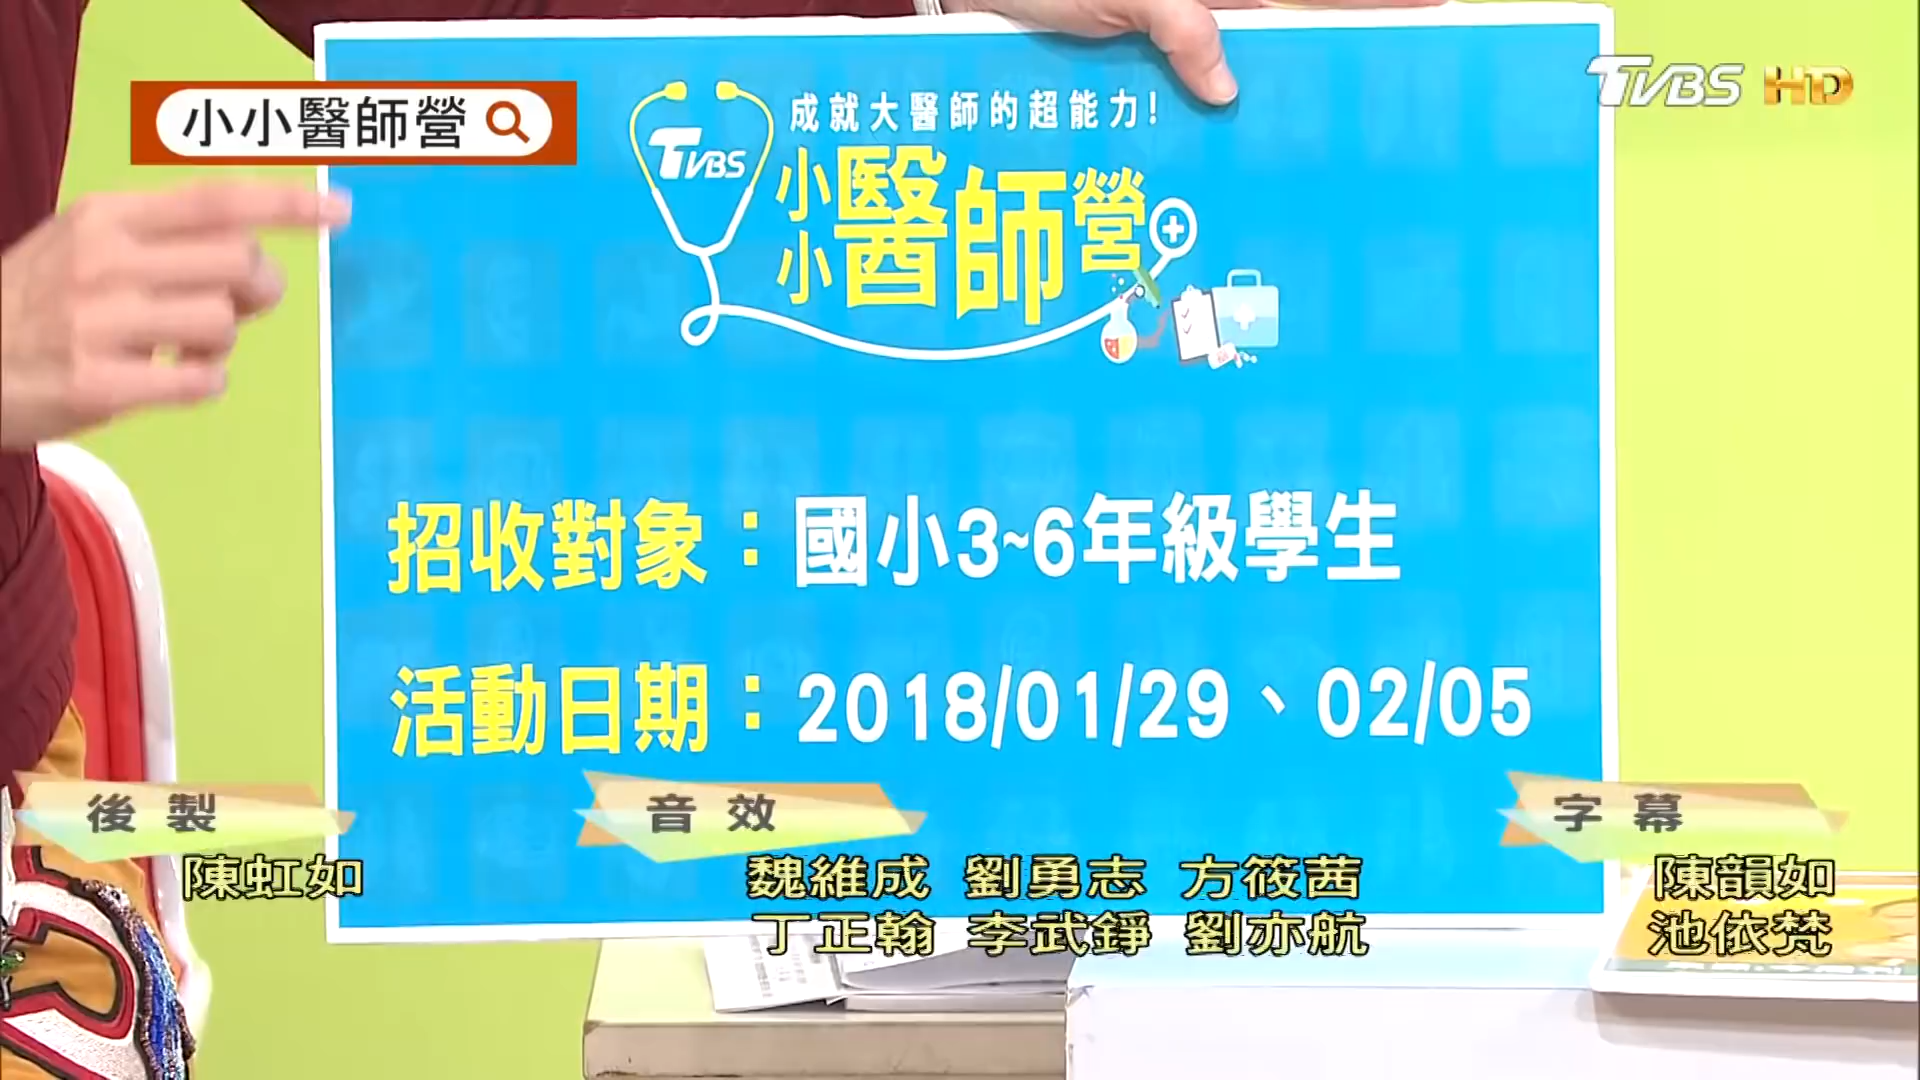 小小醫師營
TVBS HD
成就大醫師的超能力!
TVBS
小小醫師營
招收對象：國小3~6年級學生
活動日期：2018/01/29、02/05
後製
陳虹如
音效
魏維成 劉勇志 方筱茜
丁正翰 李武錚 劉亦航
字幕
陳韻如
池依梵